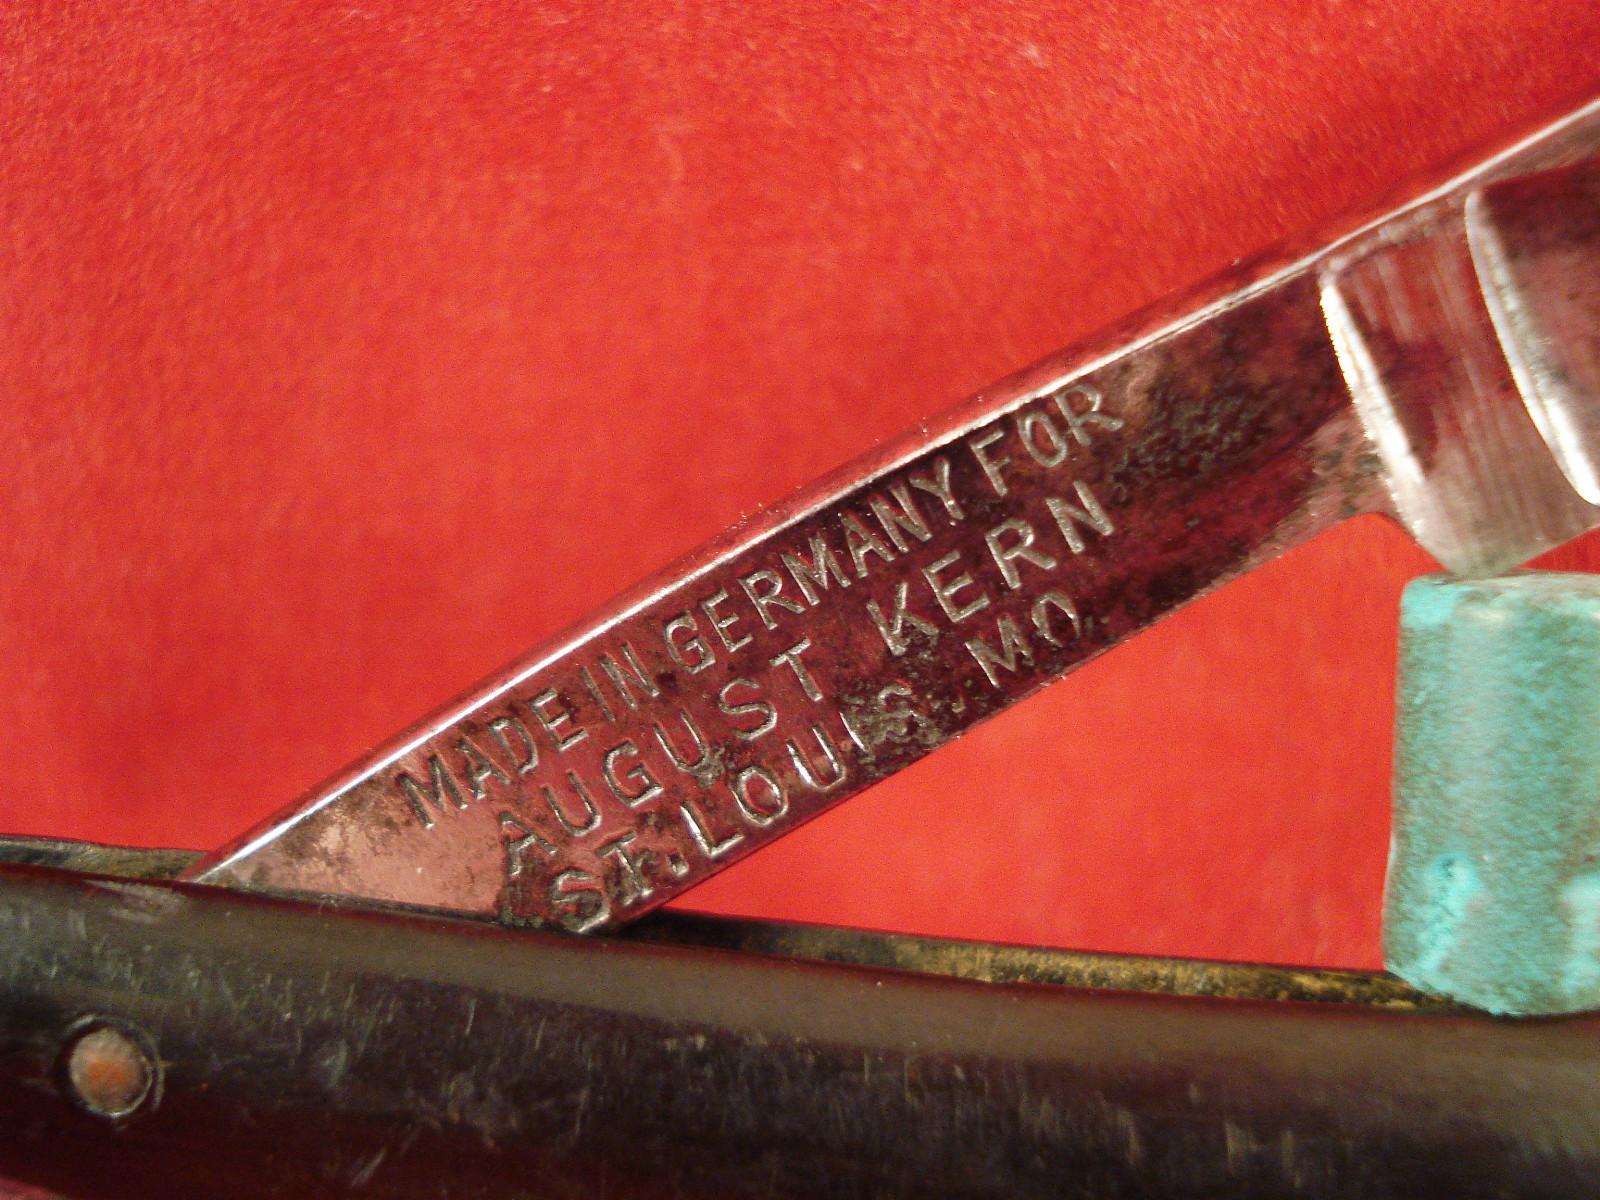 MADE IN GERMANY FOR
AUGUST KERN
ST. LOUIS. MO.